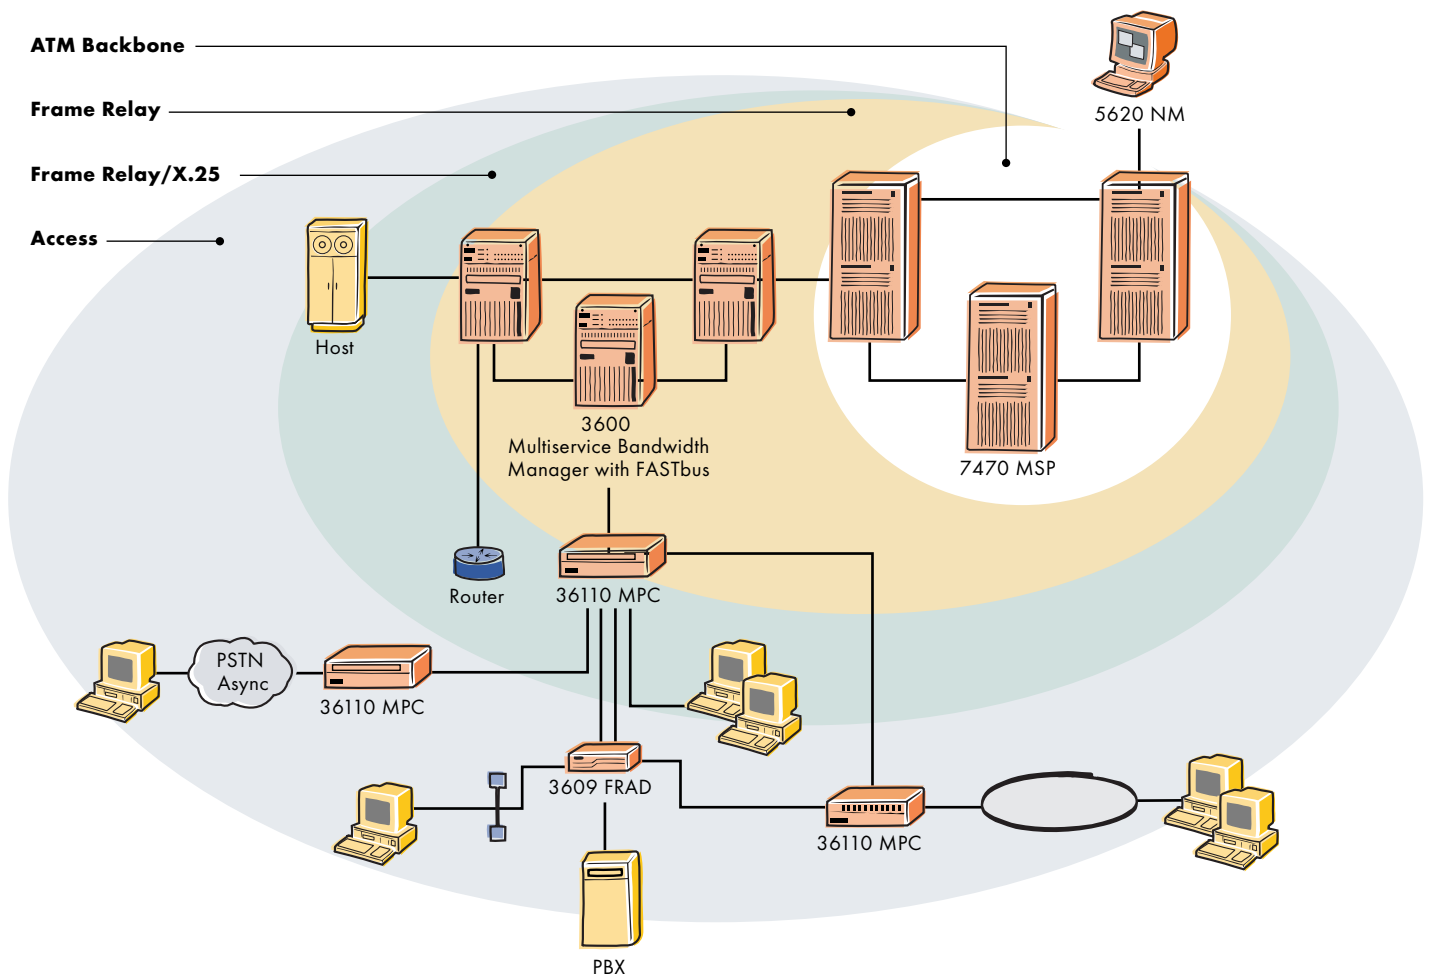 ATM Backbone
Frame Relay
Frame Relay/X.25
Access
5620 NM
Host
3600
Multiservice Bandwidth
Manager with FASTbus
7470 MSP
Router
36110 MPC
PSTN
Async
36110 MPC
3609 FRAD
36110 MPC
PBX